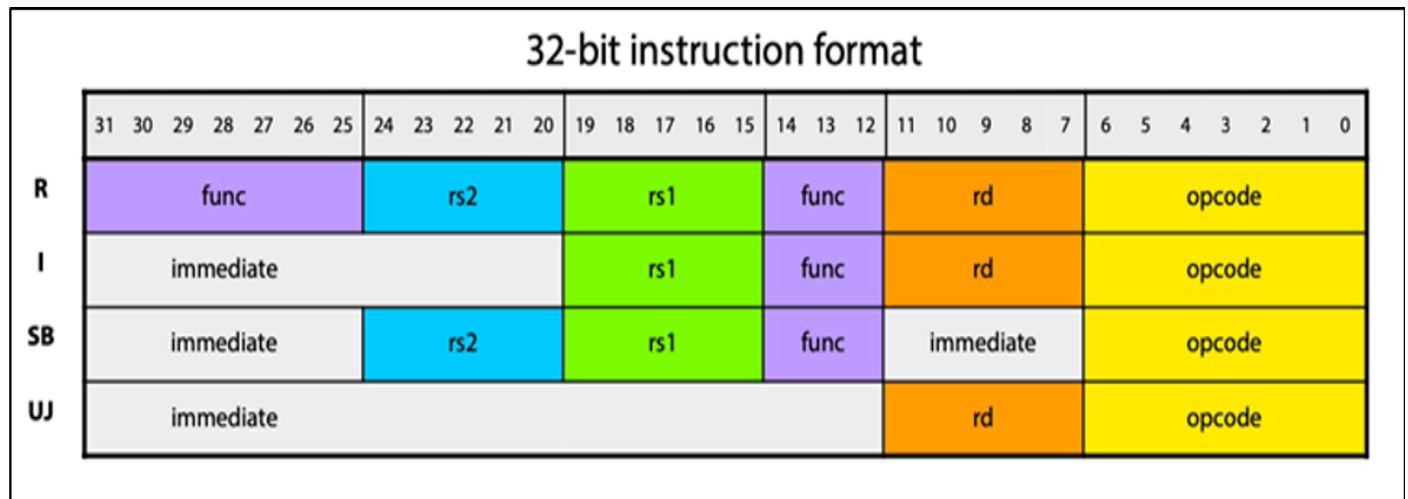 32-bit instruction format
31 30 29 28 27 26 25 24 23 22 21 20 19 18 17 16 15 14 13 12 11 10 9 8 7 6 5 4 3 2 1 0
R func rs2 rs1 func rd opcode
I immediate rs1 func rd opcode
SB immediate rs2 rs1 func immediate opcode
UJ immediate rd opcode